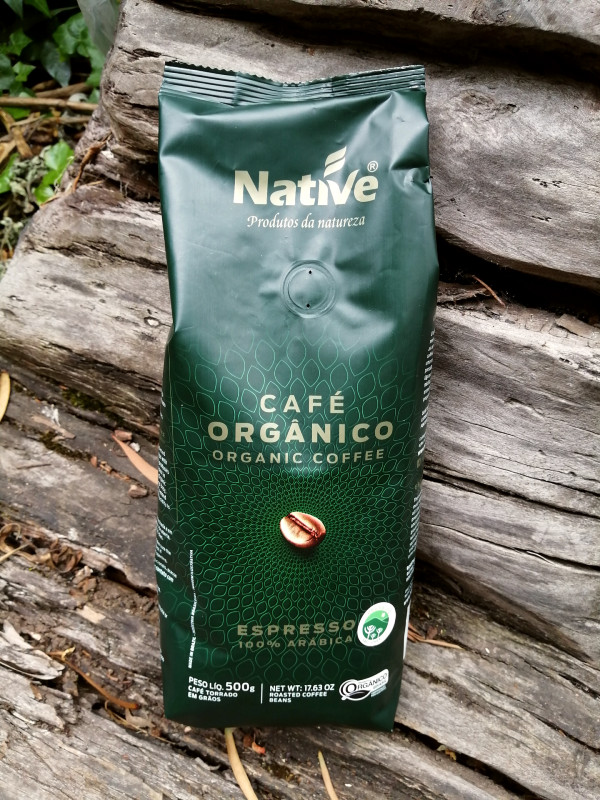 Native®
Produtos da natureza
CAFÉ
ORGÂNICO
ORGANIC COFFEE
ESPRESSO
100% ARÁBICA
PESO LÍQ. 500g
CAFÉ TORRADO
EM GRÃOS
NET WT: 17.63 OZ
ROASTED COFFEE
BEANS
ORGÂNICO